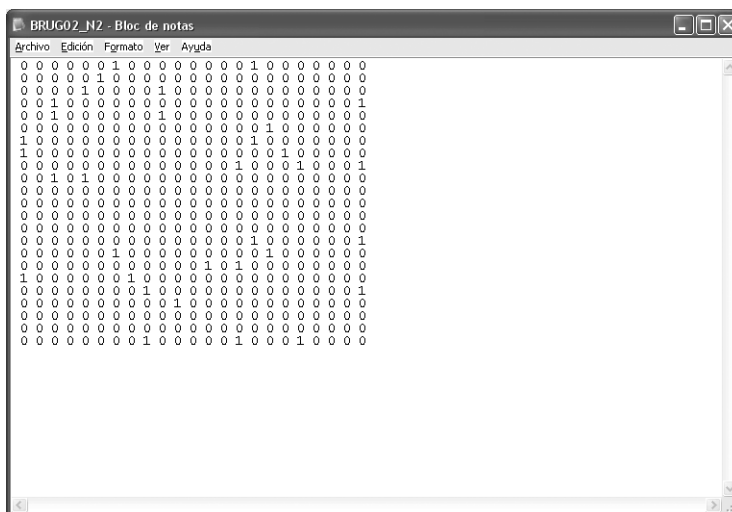 BRUG02_N2 - Bloc de notas
Archivo Edición Formato Ver Ayuda
0 0 0 0 0 0 1 0 0 0 0 0 0 0 0 1 0 0 0 0 0 0 0
0 0 0 0 0 1 0 0 0 0 0 0 0 0 0 0 0 0 0 0 0 0 0
0 0 0 0 1 0 0 0 0 1 0 0 0 0 0 0 0 0 0 0 0 0 0
0 0 1 0 0 0 0 0 0 0 0 0 0 0 0 0 0 0 0 0 0 0 1
0 0 1 0 0 0 0 0 0 1 0 0 0 0 0 0 0 0 0 0 0 0 0
0 0 0 0 0 0 0 0 0 0 0 0 0 0 0 0 1 0 0 0 0 0 0
1 0 0 0 0 0 0 0 0 0 0 0 0 0 0 1 0 0 0 0 0 0 0
1 0 0 0 0 0 0 0 0 0 0 0 0 0 0 0 0 1 0 0 0 0 0
0 0 0 0 0 0 0 0 0 0 0 0 0 0 1 0 0 0 1 0 0 0 1
0 0 1 0 1 0 0 0 0 0 0 0 0 0 0 0 0 0 0 0 0 0 0
0 0 0 0 0 0 0 0 0 0 0 0 0 0 0 0 0 0 0 0 0 0 0
0 0 0 0 0 0 0 0 0 0 0 0 0 0 0 0 0 0 0 0 0 0 0
0 0 0 0 0 0 0 0 0 0 0 0 0 0 0 0 0 0 0 0 0 0 0
0 0 0 0 0 0 0 0 0 0 0 0 0 0 0 0 0 0 0 0 0 0 0
0 0 0 0 0 0 0 0 0 0 0 0 0 0 0 1 0 0 0 0 0 0 1
0 0 0 0 0 0 1 0 0 0 0 0 0 0 0 0 1 0 0 0 0 0 0
0 0 0 0 0 0 0 0 0 0 0 0 1 0 1 0 0 0 0 0 0 0 0
1 0 0 0 0 0 0 1 0 0 0 0 0 0 0 0 0 0 0 0 0 0 0
0 0 0 0 0 0 0 0 1 0 0 0 0 0 0 0 0 0 0 0 0 0 1
0 0 0 0 0 0 0 0 0 0 1 0 0 0 0 0 0 0 0 0 0 0 0
0 0 0 0 0 0 0 0 0 0 0 0 0 0 0 0 0 0 0 0 0 0 0
0 0 0 0 0 0 0 0 0 0 0 0 0 0 0 0 0 0 0 0 0 0 0
0 0 0 0 0 0 0 0 1 0 0 0 0 0 1 0 0 0 1 0 0 0 0